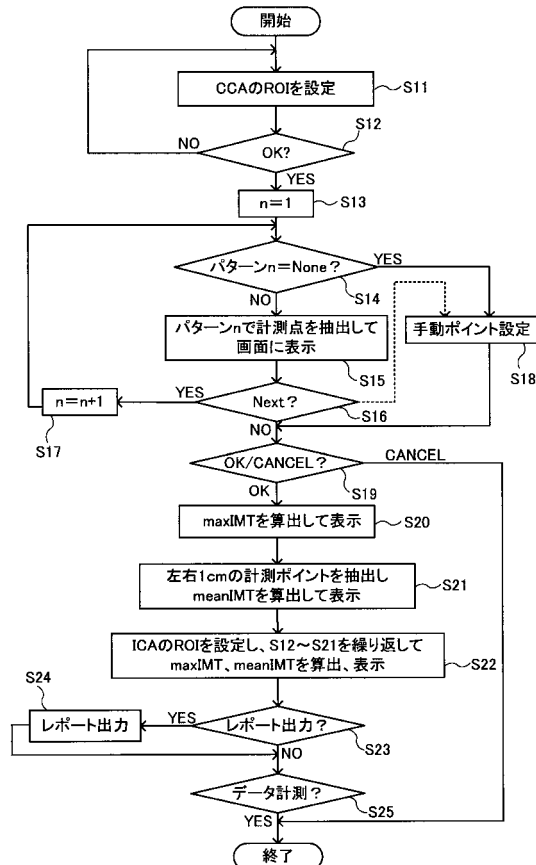 開始
CCAのROIを設定
S11
S12
NO
OK?
YES
n=1
S13
パターンn=None?
YES
S14
NO
パターンnで計測点を抽出して
画面に表示
S15
手動ポイント設定
S18
n=n+1
S17
YES
Next?
S16
NO
OK/CANCEL?
CANCEL
S19
OK
maxIMTを算出して表示
S20
左右1cmの計測ポイントを抽出し
meanIMTを算出して表示
S21
ICAのROIを設定し、S12～S21を繰り返して
maxIMT、meanIMTを算出、表示
S22
S24
レポート出力
YES
レポート出力?
S23
NO
データ計測?
S25
YES
終了